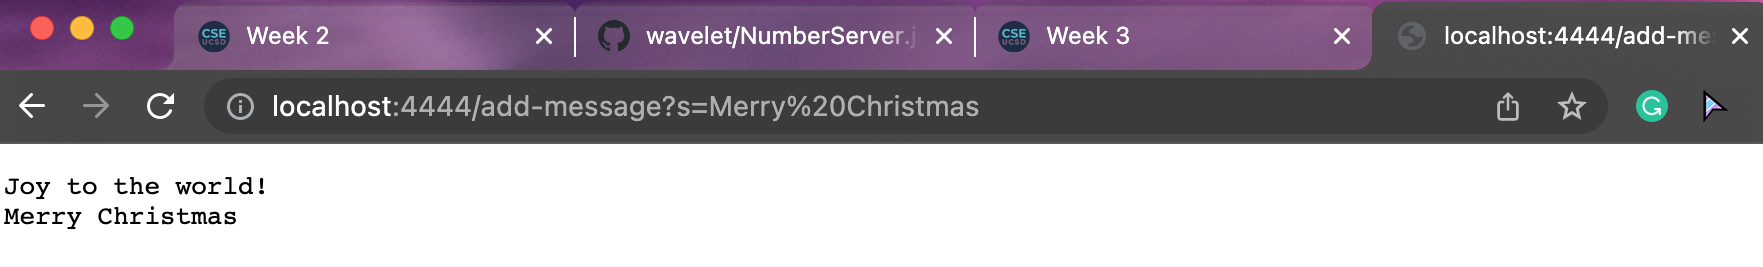 CSE UCSD Week 2
wavelet/NumberServer.j
CSE UCSD Week 3
localhost:4444/add-me
localhost:4444/add-message?s=Merry%20Christmas
Joy to the world!
Merry Christmas